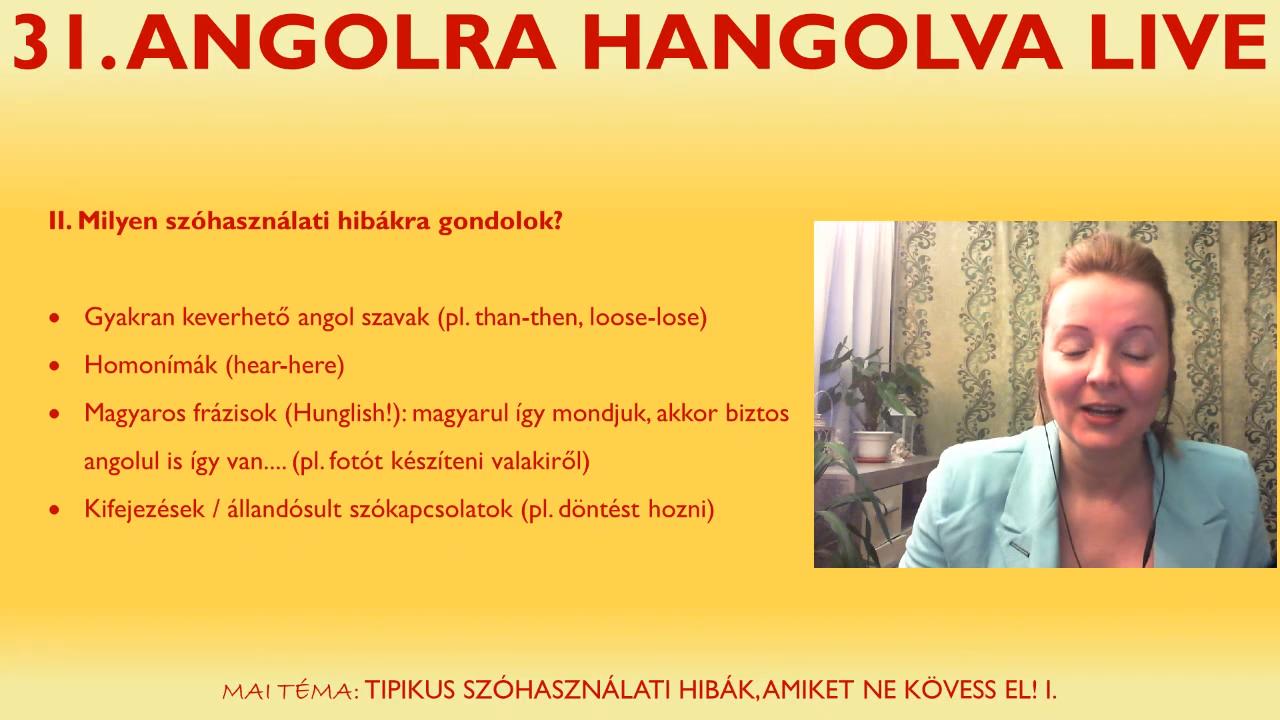 31. ANGOLRA HANGOLVA LIVE
II. Milyen szóhasználati hibákra gondolok?
• Gyakran keverhető angol szavak (pl. than-then, loose-lose)
• Homonímák (hear-here)
• Magyaros frázisok (Hunglish!): magyarul így mondjuk, akkor biztos
angolul is így van.... (pl. fotót készíteni valakiről)
• Kifejezések / állandósult szókapcsolatok (pl. döntést hozni)
MAI TÉMA: TIPIKUS SZÓHASZNÁLATI HIBÁK, AMIKET NE KÖVESS EL! I.